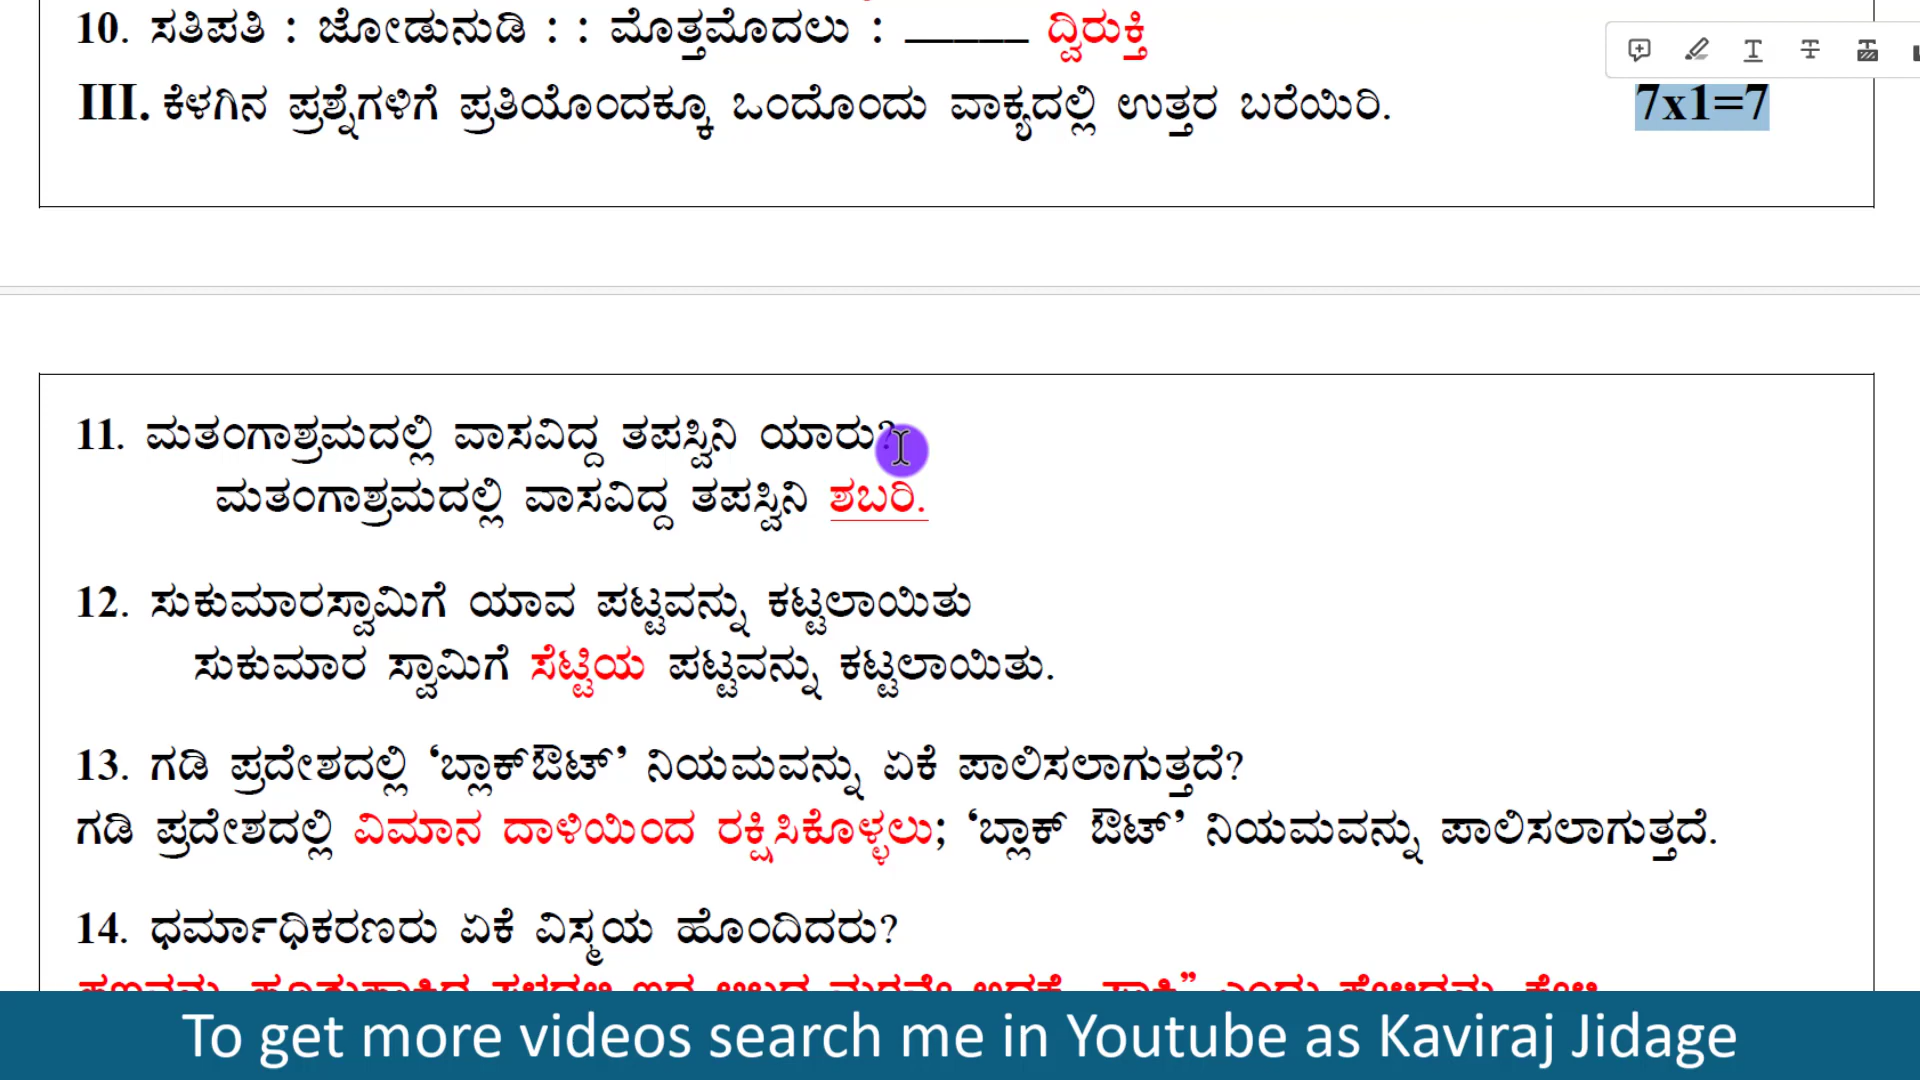 10. ಸತಿಪತಿ : ಜೋಡುನುಡಿ : : ಮೊತ್ತಮೊದಲು : _____ ದ್ವಿರುಕ್ತಿ
III. ಕೆಳಗಿನ ಪ್ರಶ್ನೆಗಳಿಗೆ ಪ್ರತಿಯೊಂದಕ್ಕೂ ಒಂದೊಂದು ವಾಕ್ಯದಲ್ಲಿ ಉತ್ತರ ಬರೆಯಿರಿ. 7x1=7
11. ಮತಂಗಾಶ್ರಮದಲ್ಲಿ ವಾಸವಿದ್ದ ತಪಸ್ವಿನಿ ಯಾರು?
ಮತಂಗಾಶ್ರಮದಲ್ಲಿ ವಾಸವಿದ್ದ ತಪಸ್ವಿನಿ ಶಬರಿ.
12. ಸುಕುಮಾರಸ್ವಾಮಿಗೆ ಯಾವ ಪಟ್ಟವನ್ನು ಕಟ್ಟಲಾಯಿತು
ಸುಕುಮಾರ ಸ್ವಾಮಿಗೆ ಸೆಟ್ಟಿಯ ಪಟ್ಟವನ್ನು ಕಟ್ಟಲಾಯಿತು.
13. ಗಡಿ ಪ್ರದೇಶದಲ್ಲಿ ‘ಬ್ಲಾಕ್‌ಔಟ್’ ನಿಯಮವನ್ನು ಏಕೆ ಪಾಲಿಸಲಾಗುತ್ತದೆ?
ಗಡಿ ಪ್ರದೇಶದಲ್ಲಿ ವಿಮಾನ ದಾಳಿಯಿಂದ ರಕ್ಷಿಸಿಕೊಳ್ಳಲು; ‘ಬ್ಲಾಕ್ ಔಟ್’ ನಿಯಮವನ್ನು ಪಾಲಿಸಲಾಗುತ್ತದೆ.
14. ಧರ್ಮಾಧಿಕರಣರು ಏಕೆ ವಿಸ್ಮಯ ಹೊಂದಿದರು?
To get more videos search me in Youtube as Kaviraj Jidage